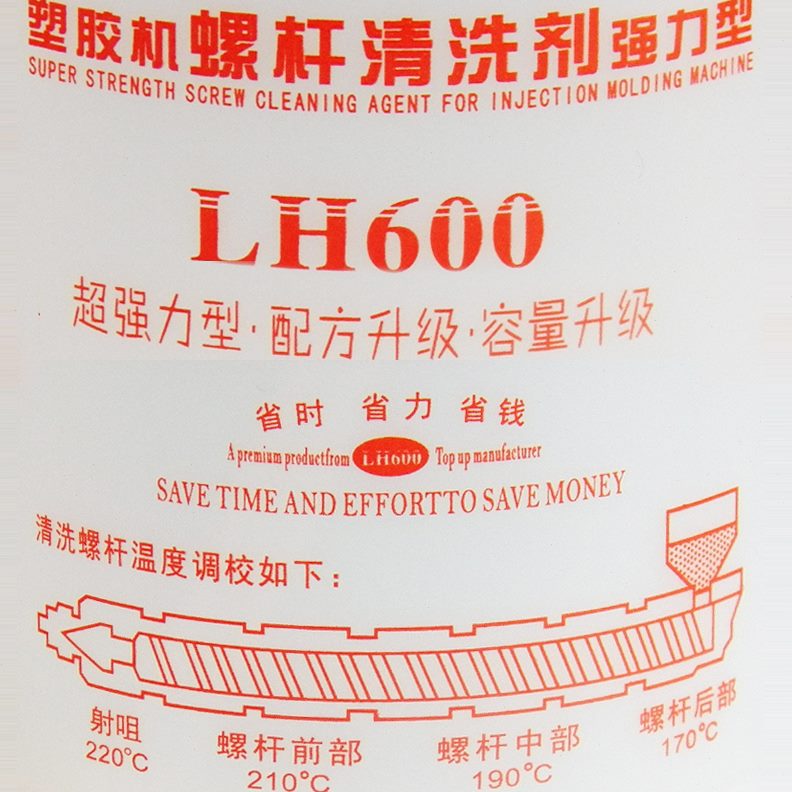 塑胶机螺杆清洗剂强力型
SUPER STRENGTH SCREW CLEANING AGENT FOR INJECTION MOLDING MACHINE
LH600
超强力型·配方升级·容量升级
省时 省力 省钱
A premium productfrom LH600 Top up manufacturer
SAVE TIME AND EFFORTTO SAVE MONEY
清洗螺杆温度调校如下：
射咀 螺杆前部 螺杆中部 螺杆后部
220℃ 210℃ 190℃ 170℃